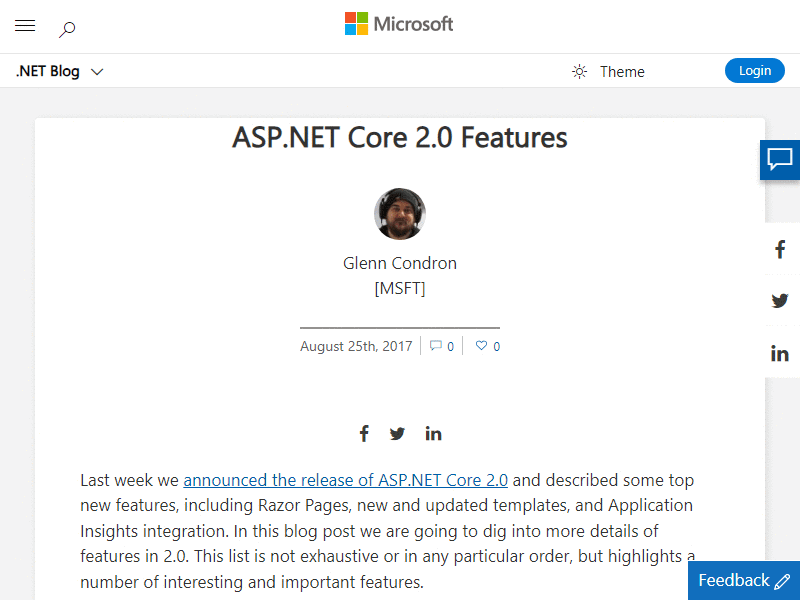 Microsoft
.NET Blog
Theme
Login
ASP.NET Core 2.0 Features
Glenn Condron
[MSFT]
August 25th, 2017 0 0
Last week we announced the release of ASP.NET Core 2.0 and described some top
new features, including Razor Pages, new and updated templates, and Application
Insights integration. In this blog post we are going to dig into more details of
features in 2.0. This list is not exhaustive or in any particular order, but highlights a
number of interesting and important features.
Feedback